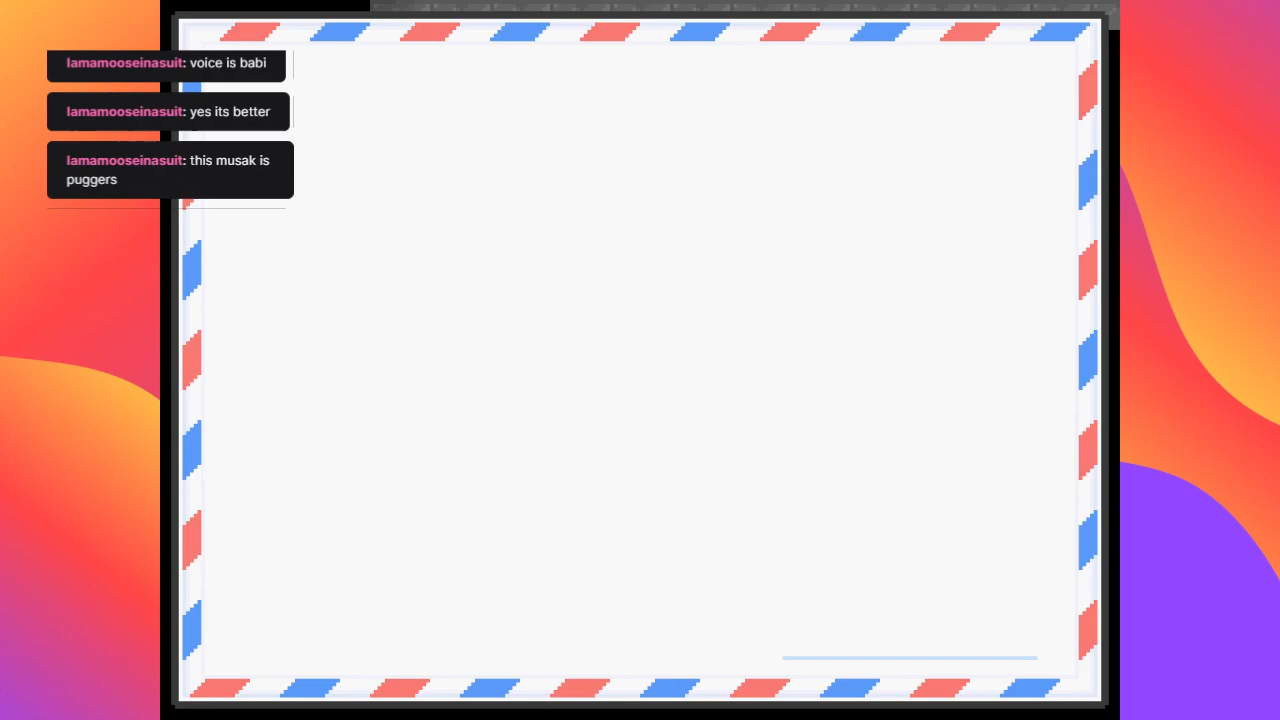 Iamamooseinasuit: voice is babi
Iamamooseinasuit: yes its better
Iamamooseinasuit: this musak is
puggers